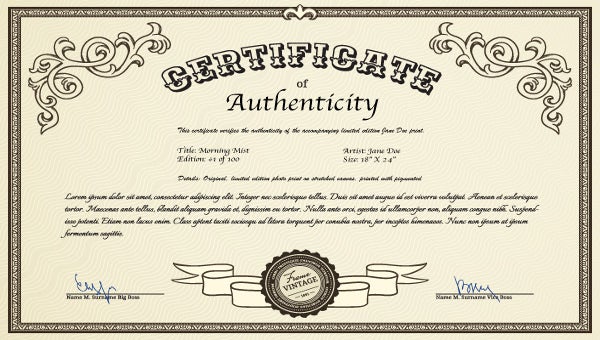 CERTIFICATE
of
Authenticity
This certificate verifies the authenticity of the accompanying limited edition Jane Doe print.
Title: Morning Mist
Artist: Jane Doe
Edition: 41 of 100
Size: 18" X 24"
Details: Original, limited edition photo print on stretched canvas, printed with pigmented
Lorem ipsum dolor sit amet, consectetur adipiscing elit. Integer nec scelerisque tellus. Duis sit amet augue id est viverra volutpat. Aenean et scelerisque
tortor. Maecenas ante tellus, blandit aliquam gravida et, dignissim eu tortor. Nulla ante orci, egestas id ullamcorper non, aliquam congue nibh. Suspend-
isse potenti. Etiam non lacus enim. Class aptent taciti sociosqu ad litora torquent per conubia nostra, per inceptos himenaeos. Nunc non ipsum at ipsum
fermentum sagittis.
Frame
VINTAGE
Name M. Surname Big Boss
Name M. Surname Vice Boss